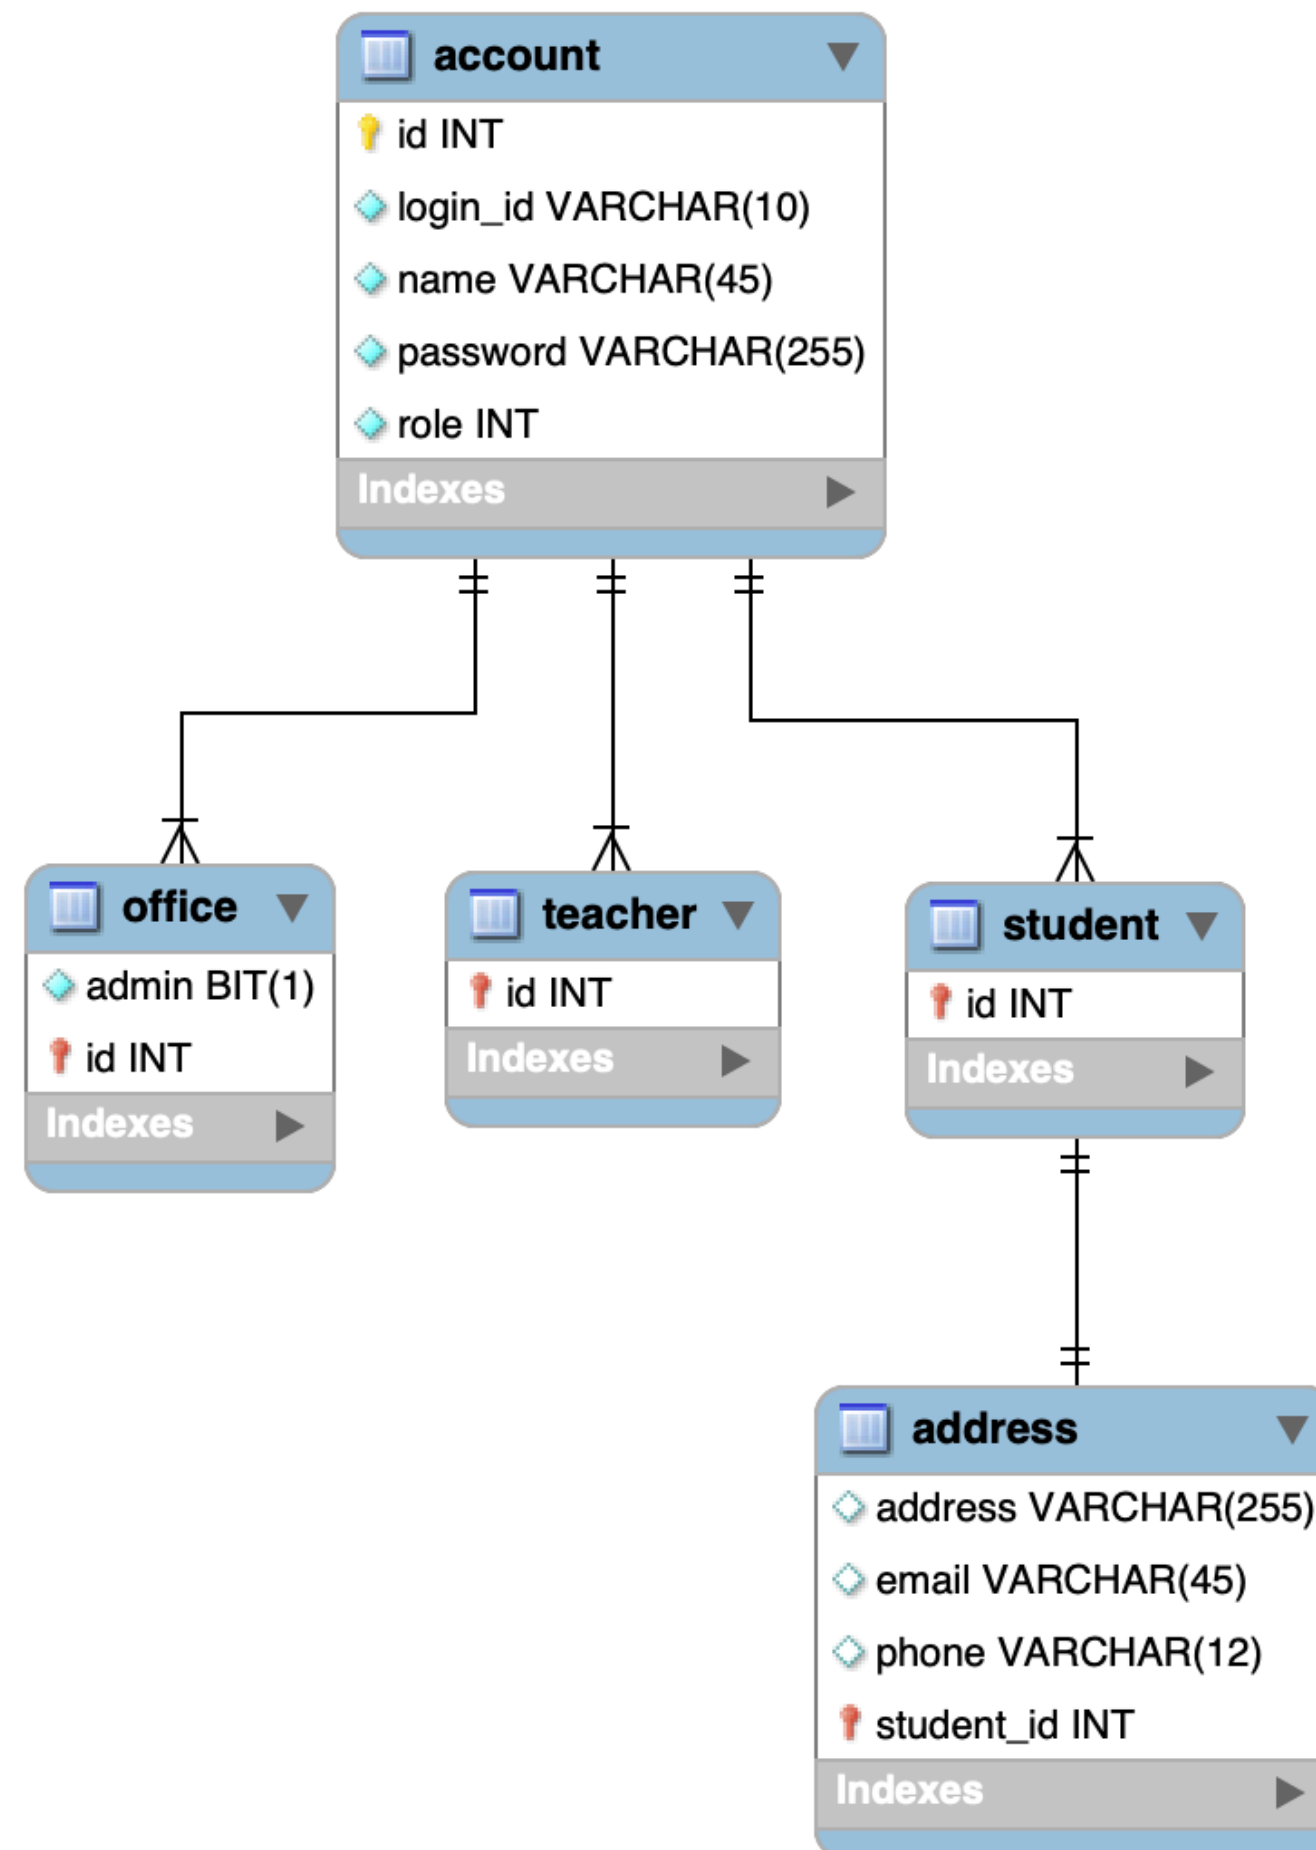 account
id INT
login_id VARCHAR(10)
name VARCHAR(45)
password VARCHAR(255)
role INT
Indexes
office
admin BIT(1)
id INT
Indexes
teacher
id INT
Indexes
student
id INT
Indexes
address
address VARCHAR(255)
email VARCHAR(45)
phone VARCHAR(12)
student_id INT
Indexes